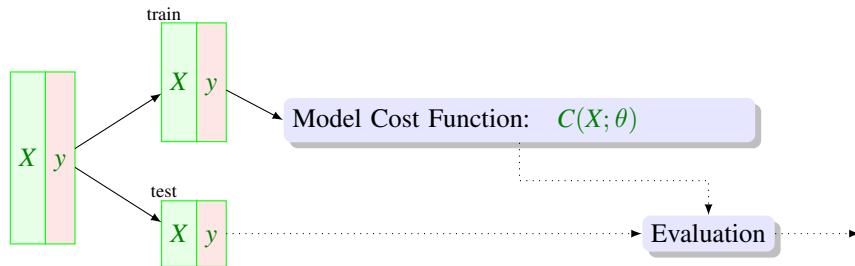 train
X y
Model Cost Function: C(X; θ)
X y
test
X y
Evaluation